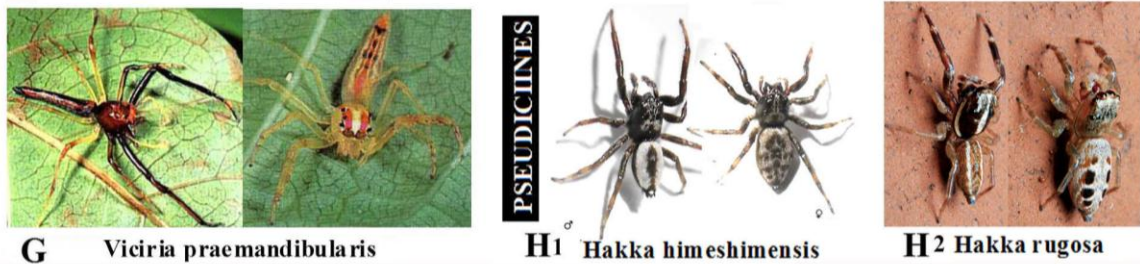 PSEUDICIINES
G Viciria praemandibularis
♂
♀
H1 Hakka himeshimensis
H2 Hakka rugosa